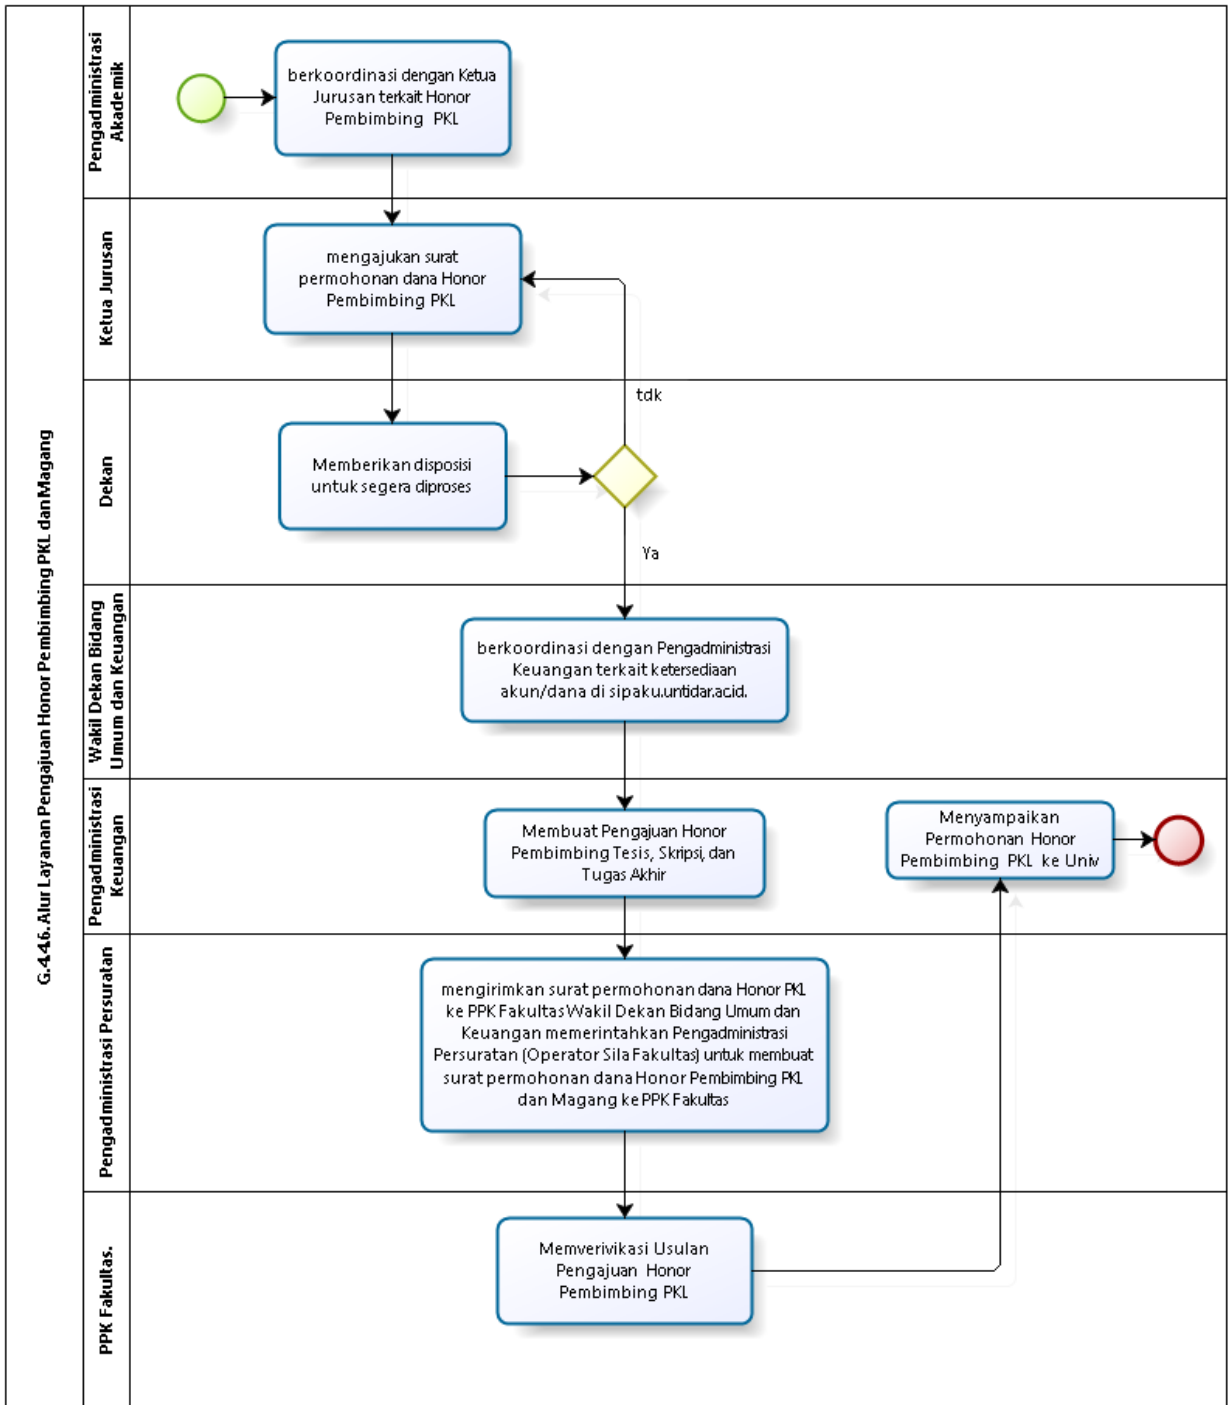 G.4.4.6. Alur Layanan Pengajuan Honor Pembimbing PKL dan Magang
Pengadministrasi
Akademik
berkoordinasi dengan Ketua
Jurusan terkait Honor
Pembimbing PKL
Ketua Jurusan
mengajukan surat
permohonan dana Honor
Pembimbing PKL
tdk
Dekan
Memberikan disposisi
untuk segera diproses
Ya
Wakil Dekan Bidang
Umum dan Keuangan
berkoordinasi dengan Pengadministrasi
Keuangan terkait ketersediaan
akun/dana di sipaku.untidar.ac.id.
Pengadministrasi
Keuangan
Membuat Pengajuan Honor
Pembimbing Tesis, Skripsi, dan
Tugas Akhir
Menyampaikan
Permohonan Honor
Pembimbing PKL ke Univ
Pengadministrasi Persuratan
mengirimkan surat permohonan dana Honor PKL
ke PPK Fakultas Wakil Dekan Bidang Umum dan
Keuangan memerintahkan Pengadministrasi
Persuratan (Operator Sila Fakultas) untuk membuat
surat permohonan dana Honor Pembimbing PKL
dan Magang ke PPK Fakultas
PPK Fakultas.
Memverivikasi Usulan
Pengajuan Honor
Pembimbing PKL